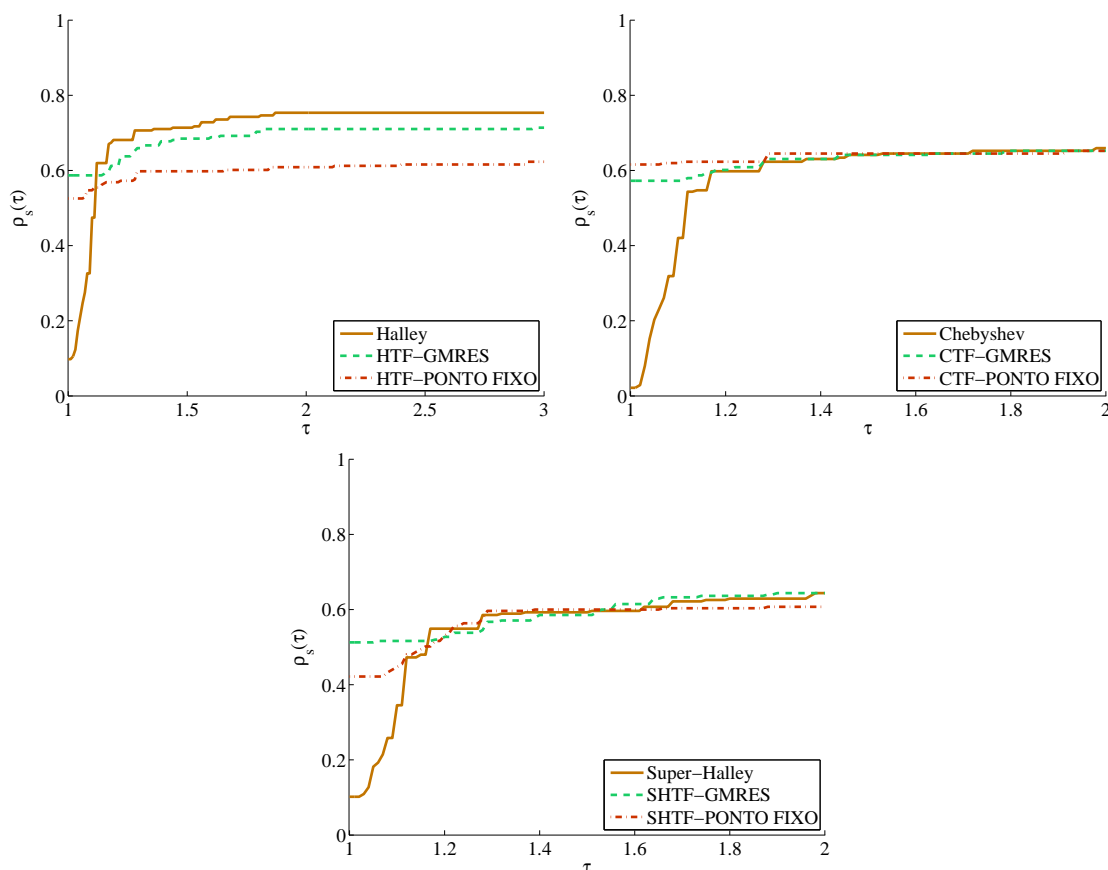 1
0.8
0.6
0.4
0.2
0
ρs(τ)
1
1.5
2
2.5
3
τ
Halley
HTF−GMRES
HTF−PONTO FIXO
1
0.8
0.6
0.4
0.2
0
ρs(τ)
1
1.2
1.4
1.6
1.8
2
τ
Chebyshev
CTF−GMRES
CTF−PONTO FIXO
1
0.8
0.6
0.4
0.2
0
ρs(τ)
1
1.2
1.4
1.6
1.8
2
τ
Super−Halley
SHTF−GMRES
SHTF−PONTO FIXO